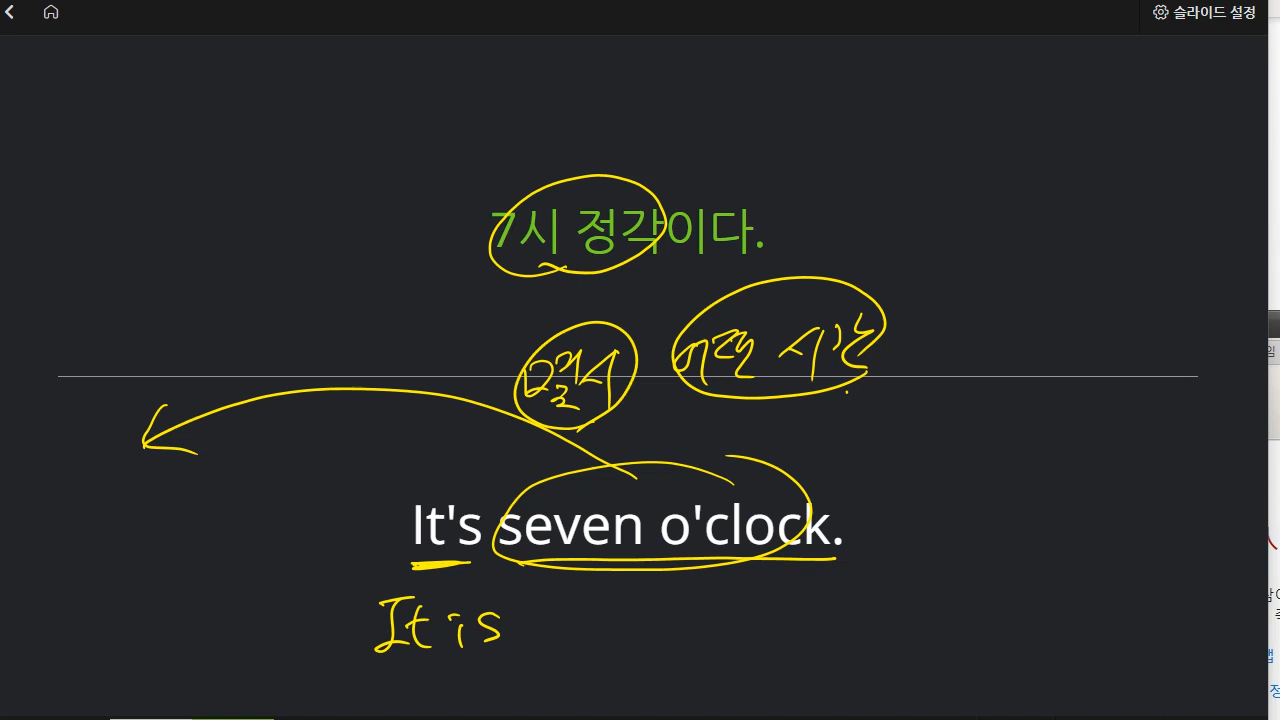 슬라이드 설정
7시 정각이다.
몇시 어떤 시간
It's seven o'clock.
It is